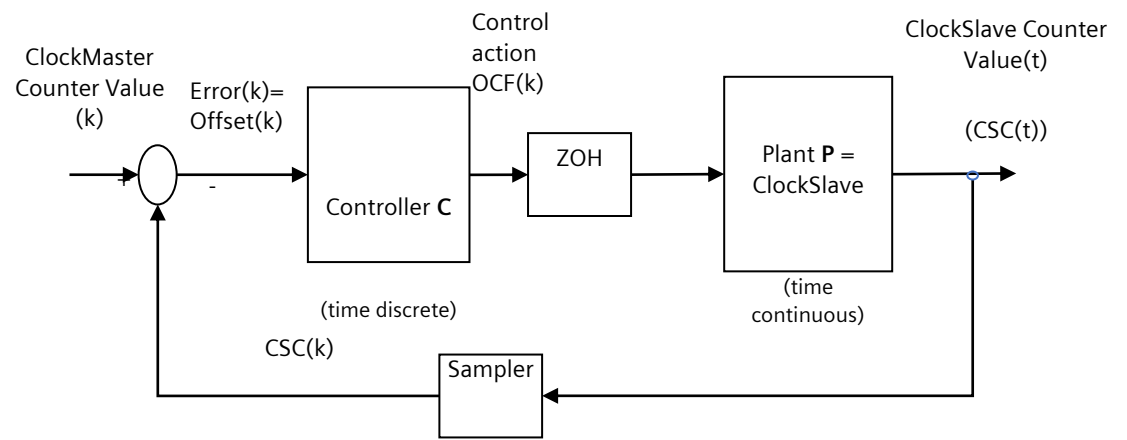 ClockMaster
Counter Value
(k)
+
Error(k)=
Offset(k)
-
Controller C
(time discrete)
Control
action
OCF(k)
ZOH
Plant P =
ClockSlave
(time
continuous)
ClockSlave Counter
Value(t)
(CSC(t))
CSC(k)
Sampler